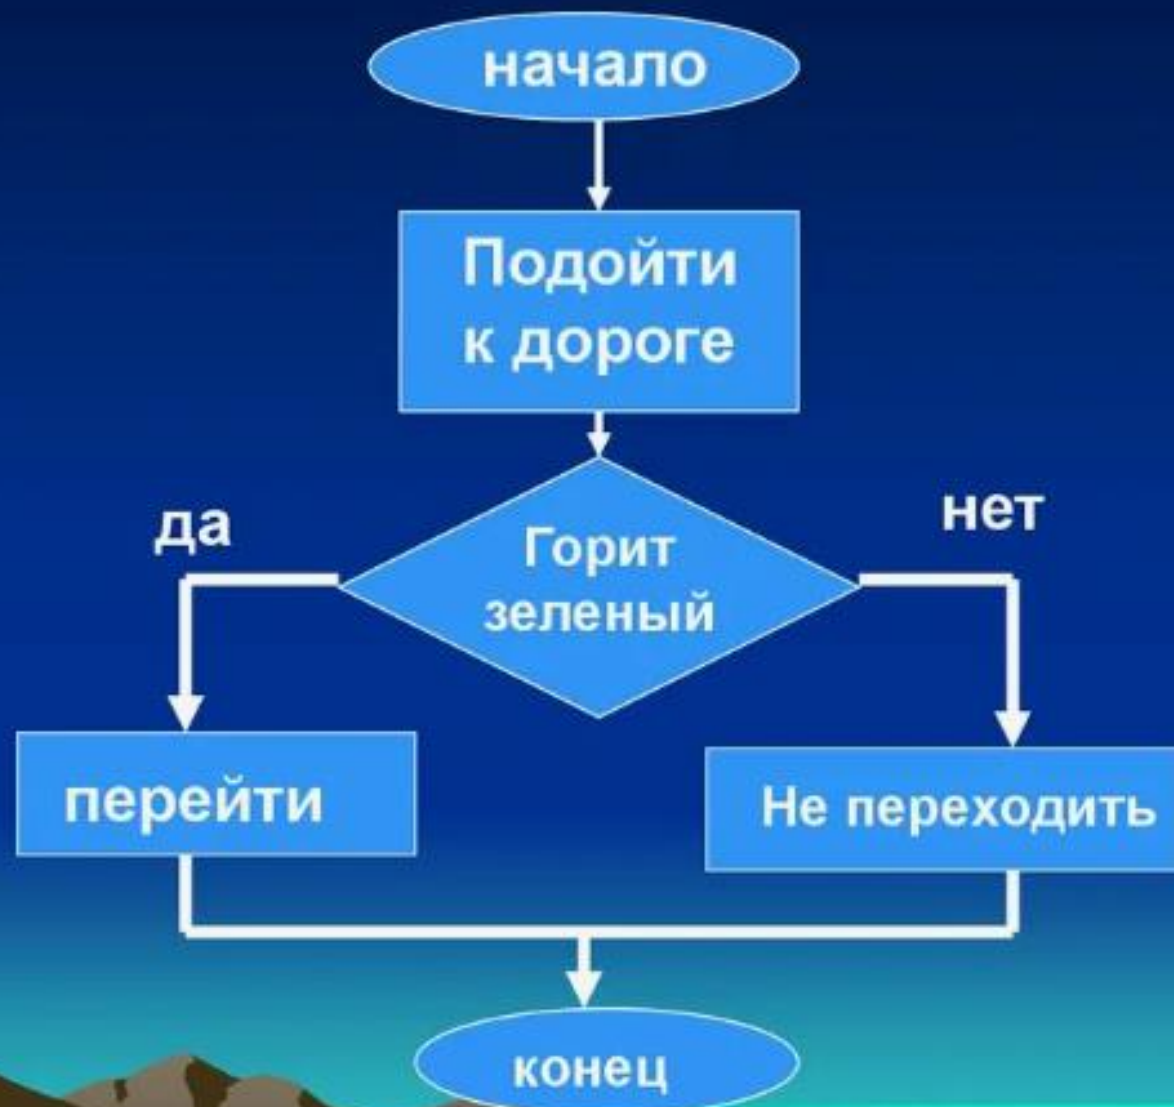 начало
Подойти
к дороге
да
нет
Горит
зеленый
перейти
Не переходить
конец